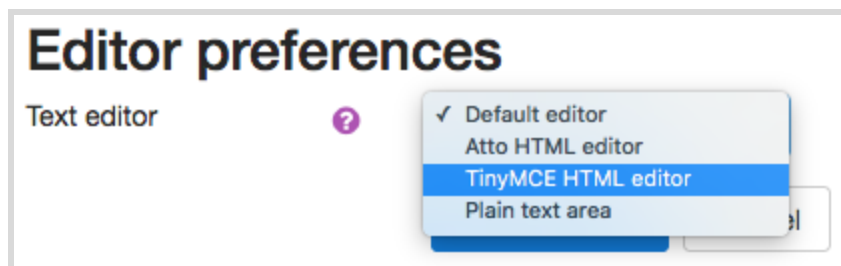 Editor preferences
Text editor
?
✓ Default editor
Atto HTML editor
TinyMCE HTML editor
Plain text area